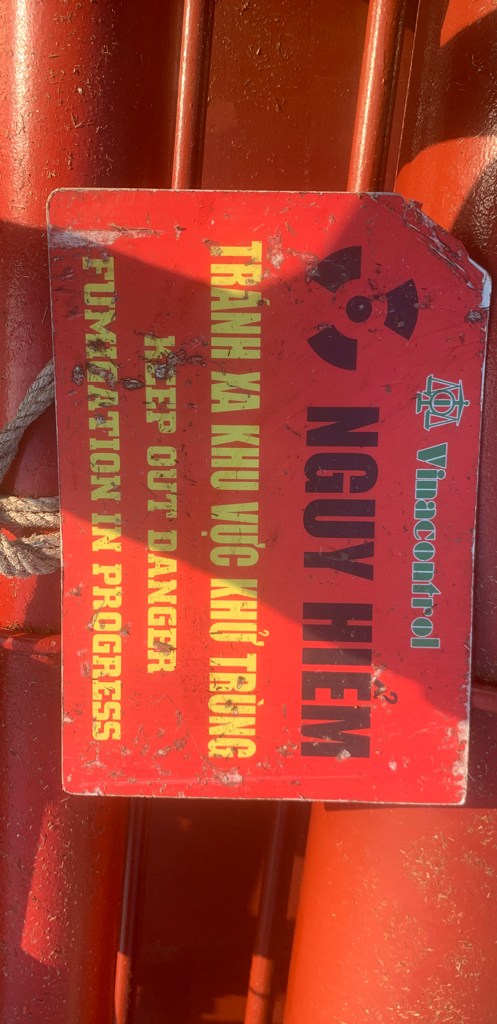 Vinacontrol
NGUY HIỂM
TRÁNH XA KHU VỰC KHỬ TRÙNG
KEEP OUT DANGER
FUMIGATION IN PROGRESS